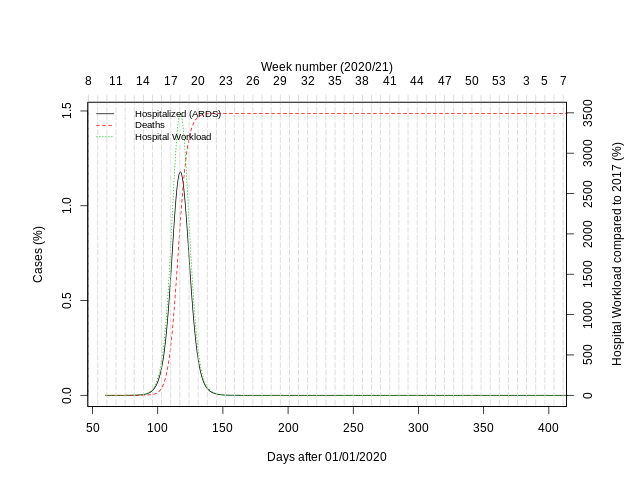 Week number (2020/21)
8 11 14 17 20 23 26 29 32 35 38 41 44 47 50 53 3 5 7
Hospitalized (ARDS)
Deaths
Hospital Workload
Cases (%)
0.0 0.5 1.0 1.5
Hospital Workload compared to 2017 (%)
0 500 1000 1500 2000 2500 3000 3500
50 100 150 200 250 300 350 400
Days after 01/01/2020